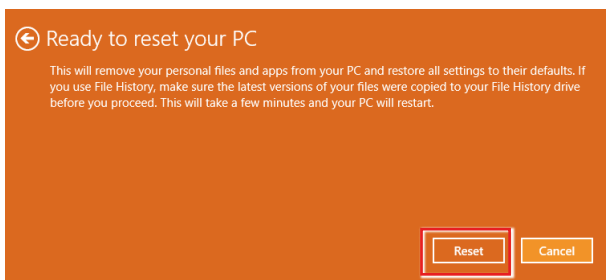 Ready to reset your PC
This will remove your personal files and apps from your PC and restore all settings to their defaults. If
you use File History, make sure the latest versions of your files were copied to your File History drive
before you proceed. This will take a few minutes and your PC will restart.
Reset
Cancel